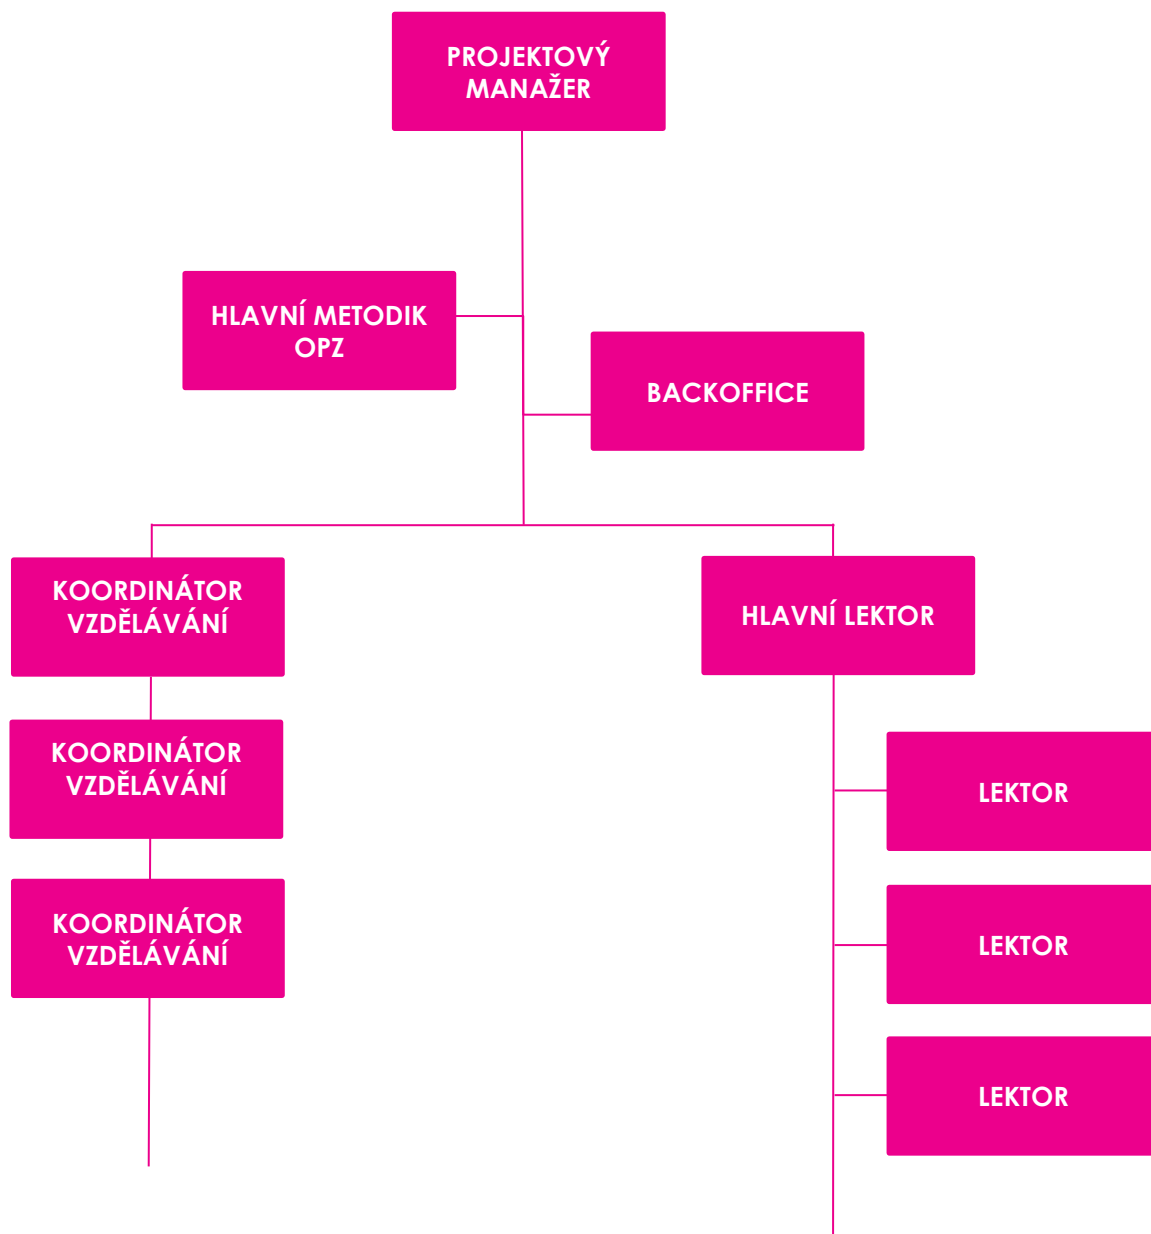 PROJEKTOVÝ
MANAŽER
HLAVNÍ METODIK
OPZ
BACKOFFICE
KOORDINÁTOR
VZDĚLÁVÁNÍ
HLAVNÍ LEKTOR
KOORDINÁTOR
VZDĚLÁVÁNÍ
LEKTOR
KOORDINÁTOR
VZDĚLÁVÁNÍ
LEKTOR
LEKTOR